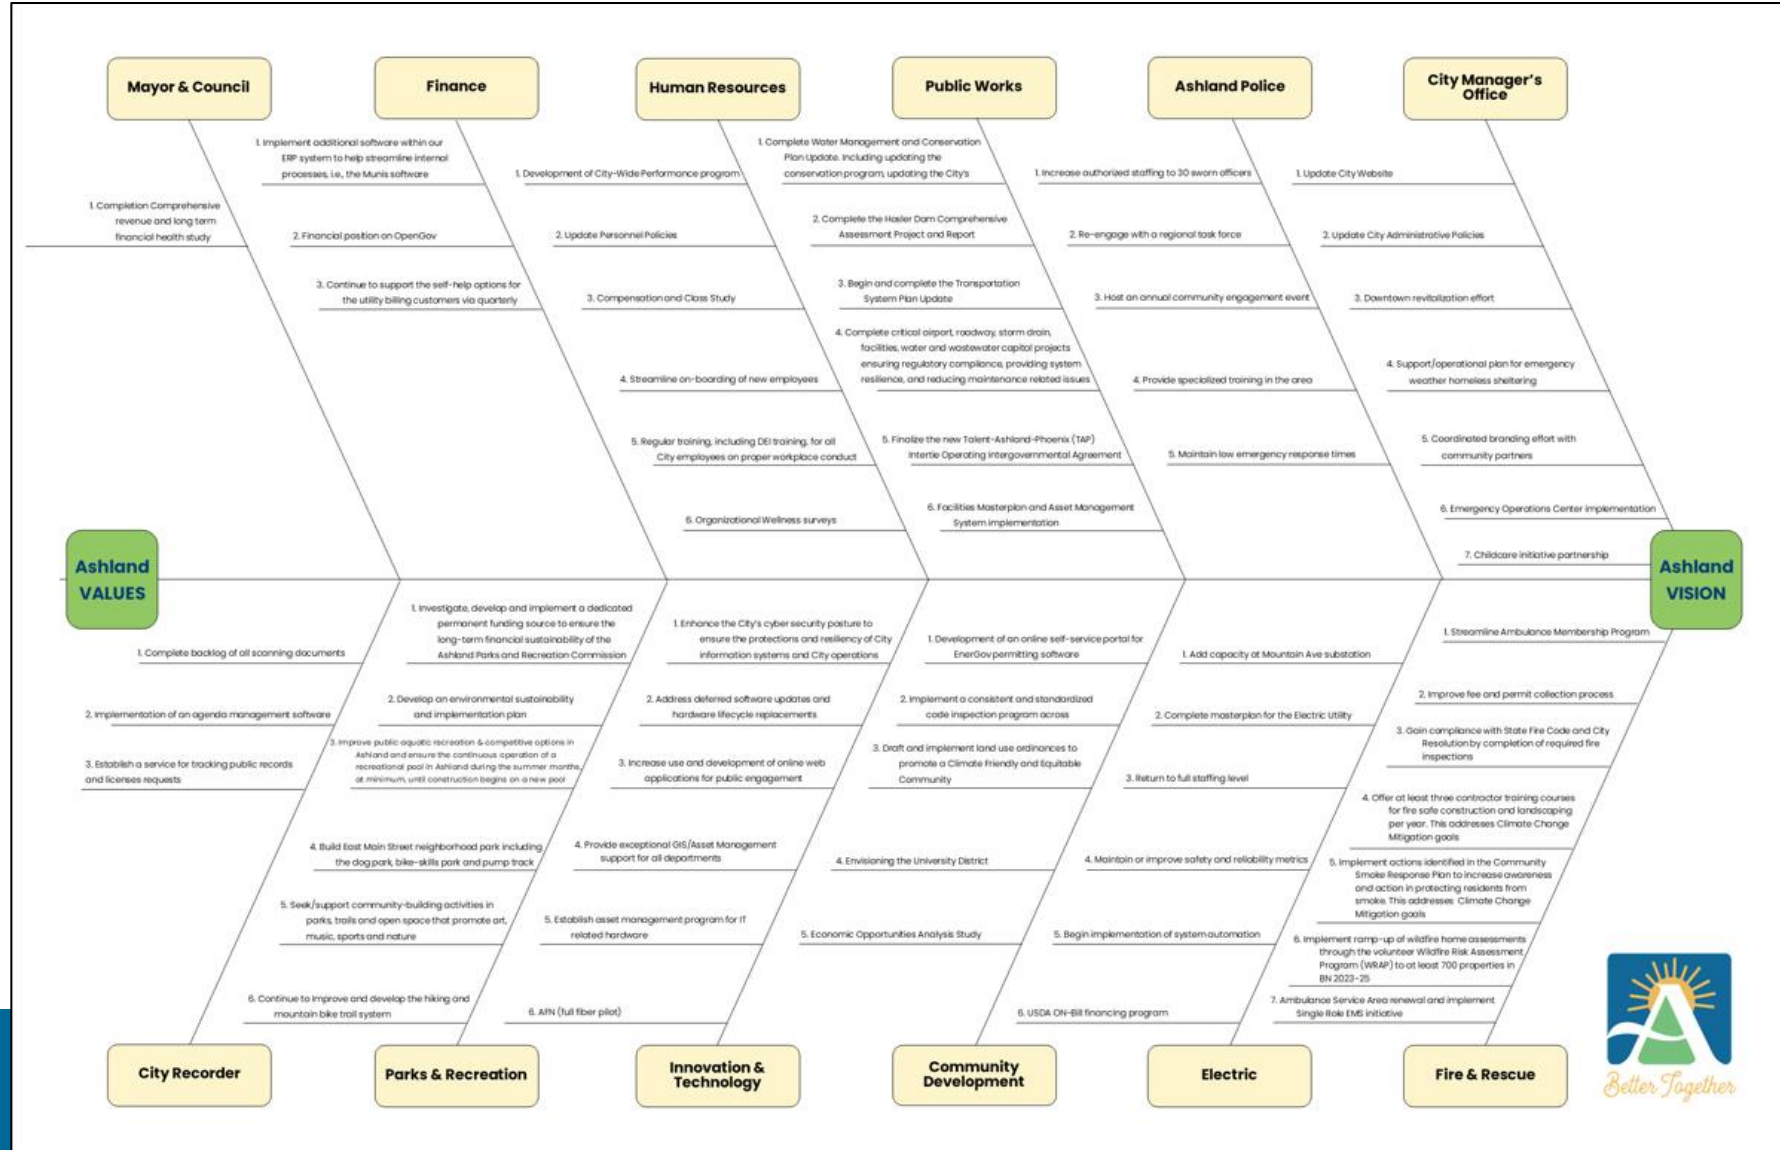 Mayor & Council
1. Completion Comprehensive
revenue and long term
financial health study
Finance
1. Implement additional software within our
ERP system to help streamline internal
processes, i.e., the Munis software
2. Financial position on OpenGov
3. Continue to support the self-help options for
the utility billing customers via quarterly
Human Resources
1. Development of City-Wide Performance program
2. Update Personnel Policies
3. Compensation and Class Study
4. Streamline on-boarding of new employees
5. Regular training, including DEI training, for all
City employees on proper workplace conduct
6. Organizational Wellness surveys
Public Works
1. Complete Water Management and Conservation
Plan Update. Including updating the
conservation program, updating the City's
2. Complete the Hosler Dam Comprehensive
Assessment Project and Report
3. Begin and complete the Transportation
System Plan Update
4. Complete critical airport, roadway, storm drain,
facilities, water and wastewater capital projects
ensuring regulatory compliance, providing system
resilience, and reducing maintenance related issues
5. Finalize the new Talent-Ashland-Phoenix (TAP)
Intertie Operating Intergovernmental Agreement
6. Facilities Masterplan and Asset Management
System implementation
Ashland Police
1. Increase authorized staffing to 30 sworn officers
2. Re-engage with a regional task force
3. Host an annual community engagement event
4. Provide specialized training in the area
5. Maintain low emergency response times
City Manager's
Office
1. Update City Website
2. Update City Administrative Policies
3. Downtown revitalization effort
4. Support/operational plan for emergency
weather homeless sheltering
5. Coordinated branding effort with
community partners
6. Emergency Operations Center implementation
7. Childcare initiative partnership
Ashland
VALUES
Ashland
VISION
1. Complete backlog of all scanning documents
2. Implementation of an agenda management software
3. Establish a service for tracking public records
and licenses requests
City Recorder
1. Investigate, develop and implement a dedicated
permanent funding source to ensure the
long-term financial sustainability of the
Ashland Parks and Recreation Commission
2. Develop an environmental sustainability
and implementation plan
3. Improve public aquatic recreation & competitive options in
Ashland and ensure the continuous operation of a
recreational pool in Ashland during the summer months,
at minimum, until construction begins on a new pool
4. Build East Main Street neighborhood park including
the dog park, bike-skills park and pump track
5. Seek/support community-building activities in
parks, trails and open space that promote art,
music, sports and nature
6. Continue to improve and develop the hiking and
mountain bike trail system
Parks & Recreation
1. Enhance the City's cyber security posture to
ensure the protections and resiliency of City
information systems and City operations
2. Address deferred software updates and
hardware lifecycle replacements
3. Increase use and development of online web
applications for public engagement
4. Provide exceptional GIS/Asset Management
support for all departments
5. Establish asset management program for IT
related hardware
6. AFN (full fiber pilot)
Innovation &
Technology
1. Development of an online self-service portal for
EnerGov permitting software
2. Implement a consistent and standardized
code inspection program across
3. Draft and implement land use ordinances to
promote a Climate Friendly and Equitable
Community
4. Envisioning the University District
5. Economic Opportunities Analysis Study
Community
Development
1. Add capacity at Mountain Ave substation
2. Complete masterplan for the Electric Utility
3. Return to full staffing level
4. Maintain or improve safety and reliability metrics
5. Begin implementation of system automation
6. USDA ON-Bill financing program
Electric
1. Streamline Ambulance Membership Program
2. Improve fee and permit collection process
3. Gain compliance with State Fire Code and City
Resolution by completion of required fire
inspections
4. Offer at least three contractor training courses
for fire safe construction and landscaping
per year. This addresses Climate Change
Mitigation goals
5. Implement actions identified in the Community
Smoke Response Plan to increase awareness
and action in protecting residents from
smoke. This addresses Climate Change
Mitigation goals
6. Implement ramp-up of wildfire home assessments
through the volunteer Wildfire Risk Assessment
Program (WRAP) to at least 700 properties in
BN 2023-25
7. Ambulance Service Area renewal and implement
Single Role EMS initiative
Fire & Rescue
A
Better Together